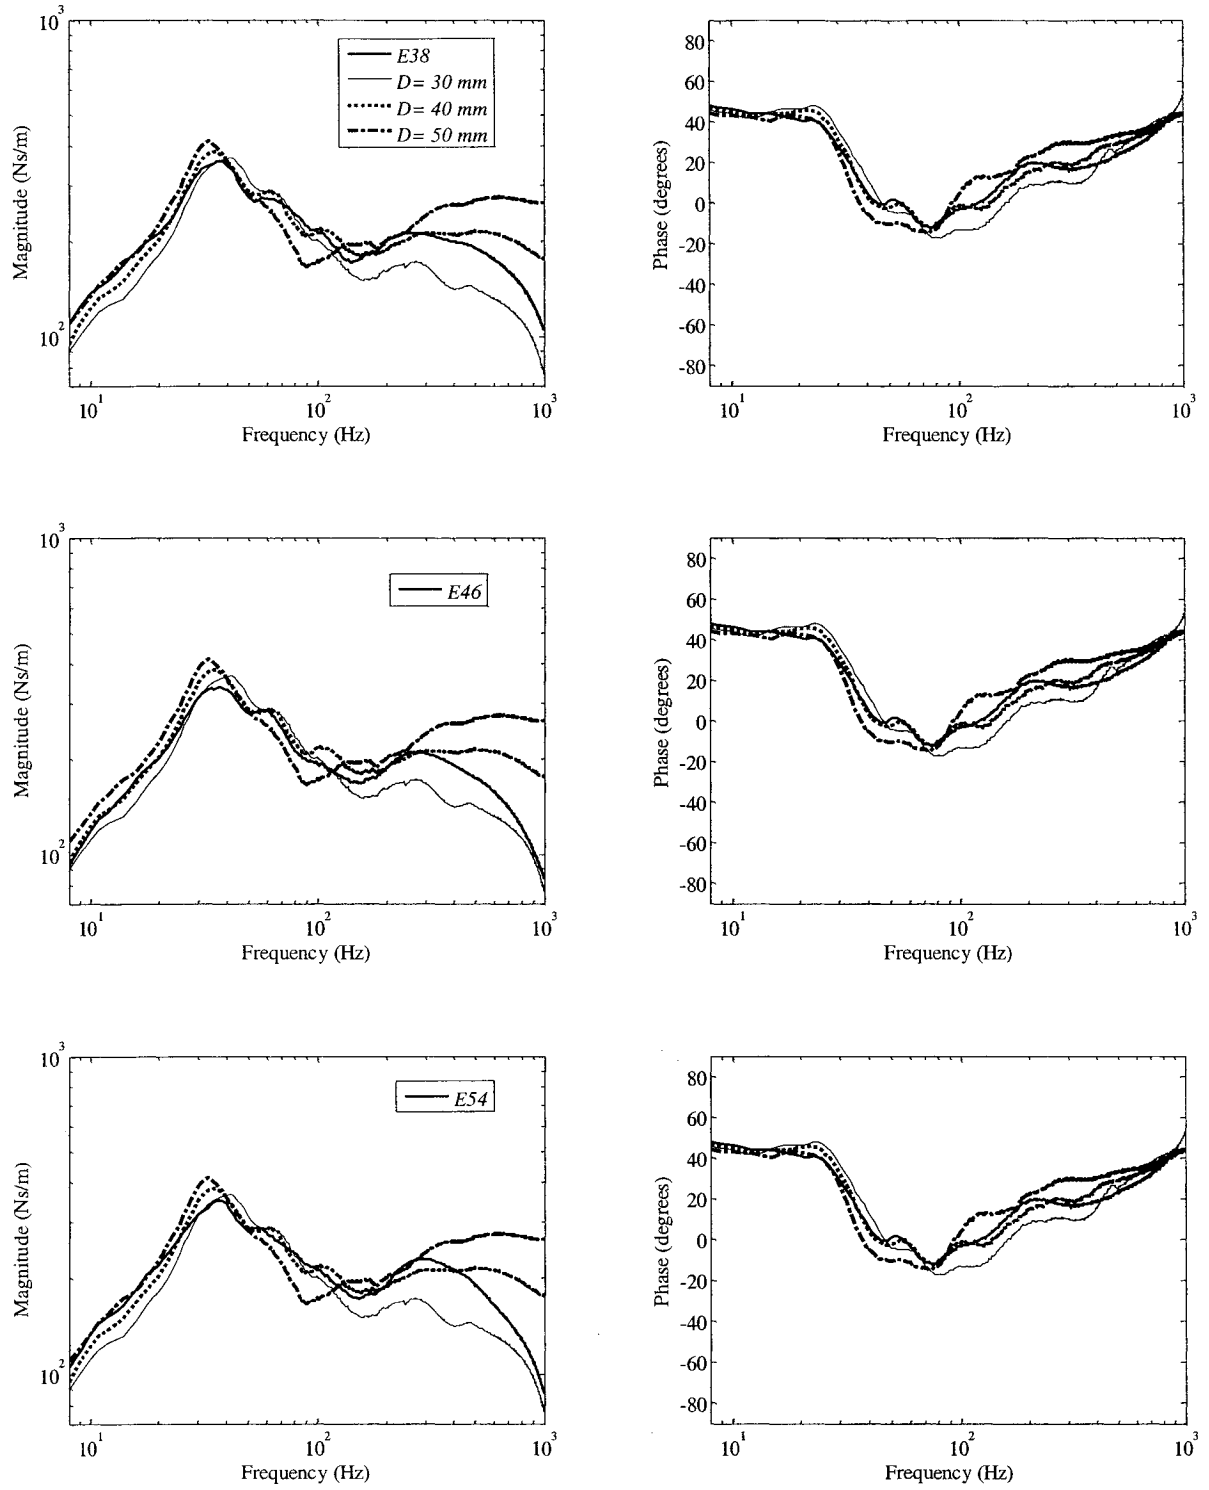 10^3
10^2
10^1 10^2 10^3
Magnitude (Ns/m)
Frequency (Hz)
E38
D= 30 mm
D= 40 mm
D= 50 mm
80
60
40
20
0
-20
-40
-60
-80
10^1 10^2 10^3
Phase (degrees)
Frequency (Hz)
10^3
10^2
10^1 10^2 10^3
Magnitude (Ns/m)
Frequency (Hz)
E46
80
60
40
20
0
-20
-40
-60
-80
10^1 10^2 10^3
Phase (degrees)
Frequency (Hz)
10^3
10^2
10^1 10^2 10^3
Magnitude (Ns/m)
Frequency (Hz)
E54
80
60
40
20
0
-20
-40
-60
-80
10^1 10^2 10^3
Phase (degrees)
Frequency (Hz)